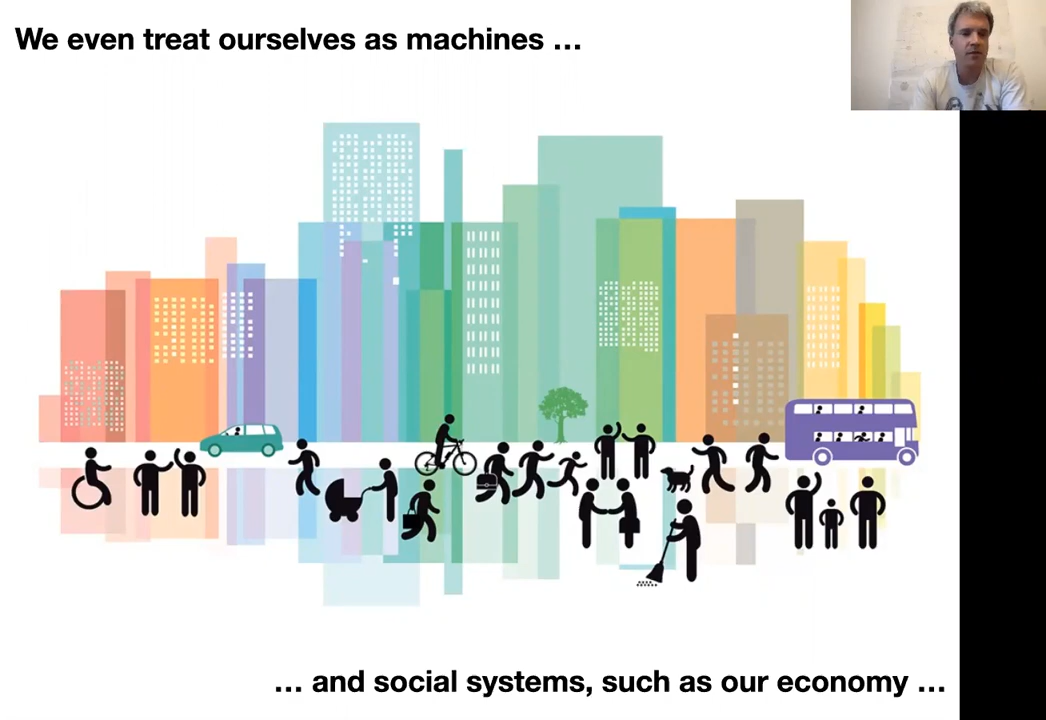 We even treat ourselves as machines …
… and social systems, such as our economy …